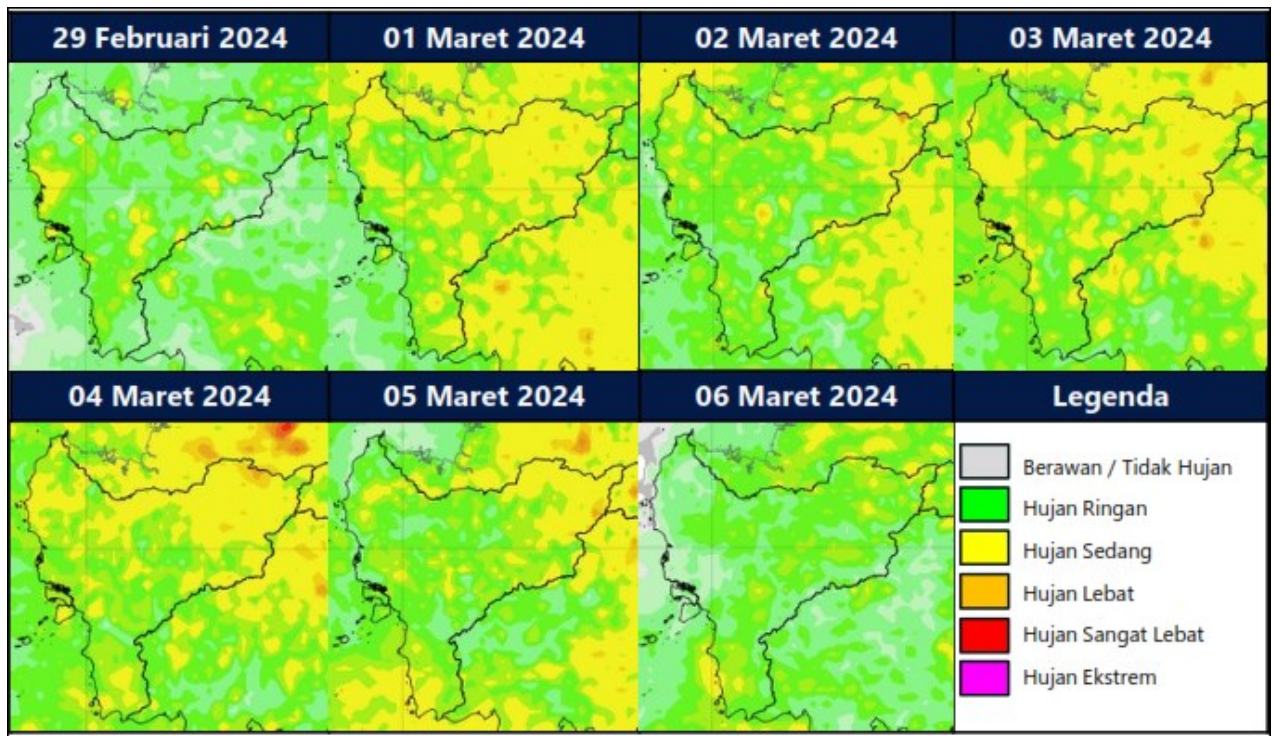 29 Februari 2024
01 Maret 2024
02 Maret 2024
03 Maret 2024
04 Maret 2024
05 Maret 2024
06 Maret 2024
Legenda
Berawan / Tidak Hujan
Hujan Ringan
Hujan Sedang
Hujan Lebat
Hujan Sangat Lebat
Hujan Ekstrem